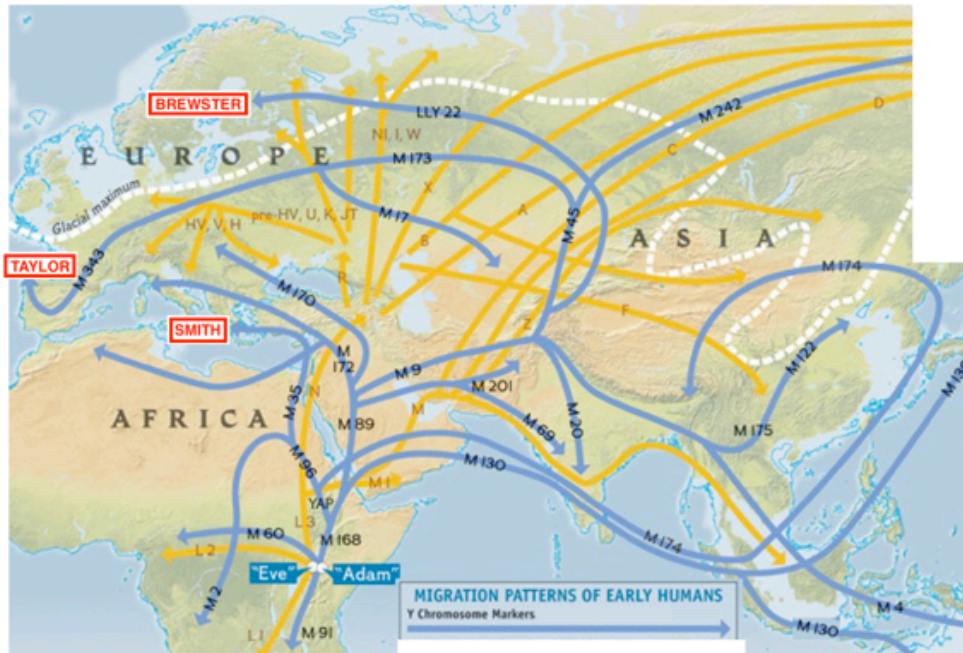 BREWSTER
LLY 22
M 242
D
NI, I, W
EUROPE
M 173
C
Glacial maximum
X
M 17
A
HV, V, H
pre-HV, U, K, JT
M 45
B
ASIA
TAYLOR
M 343
M 174
R
M 170
F
SMITH
Z
M 172
M 9
M 122
M 130
N
M 201
M 35
M
AFRICA
M 89
M 69
M 20
M 175
M 96
M 130
M 1
YAP
L 3
M 60
M 168
M 174
L 2
"Eve"
"Adam"
M 2
MIGRATION PATTERNS OF EARLY HUMANS
Y Chromosome Markers
M 4
L 1
M 91
M 130